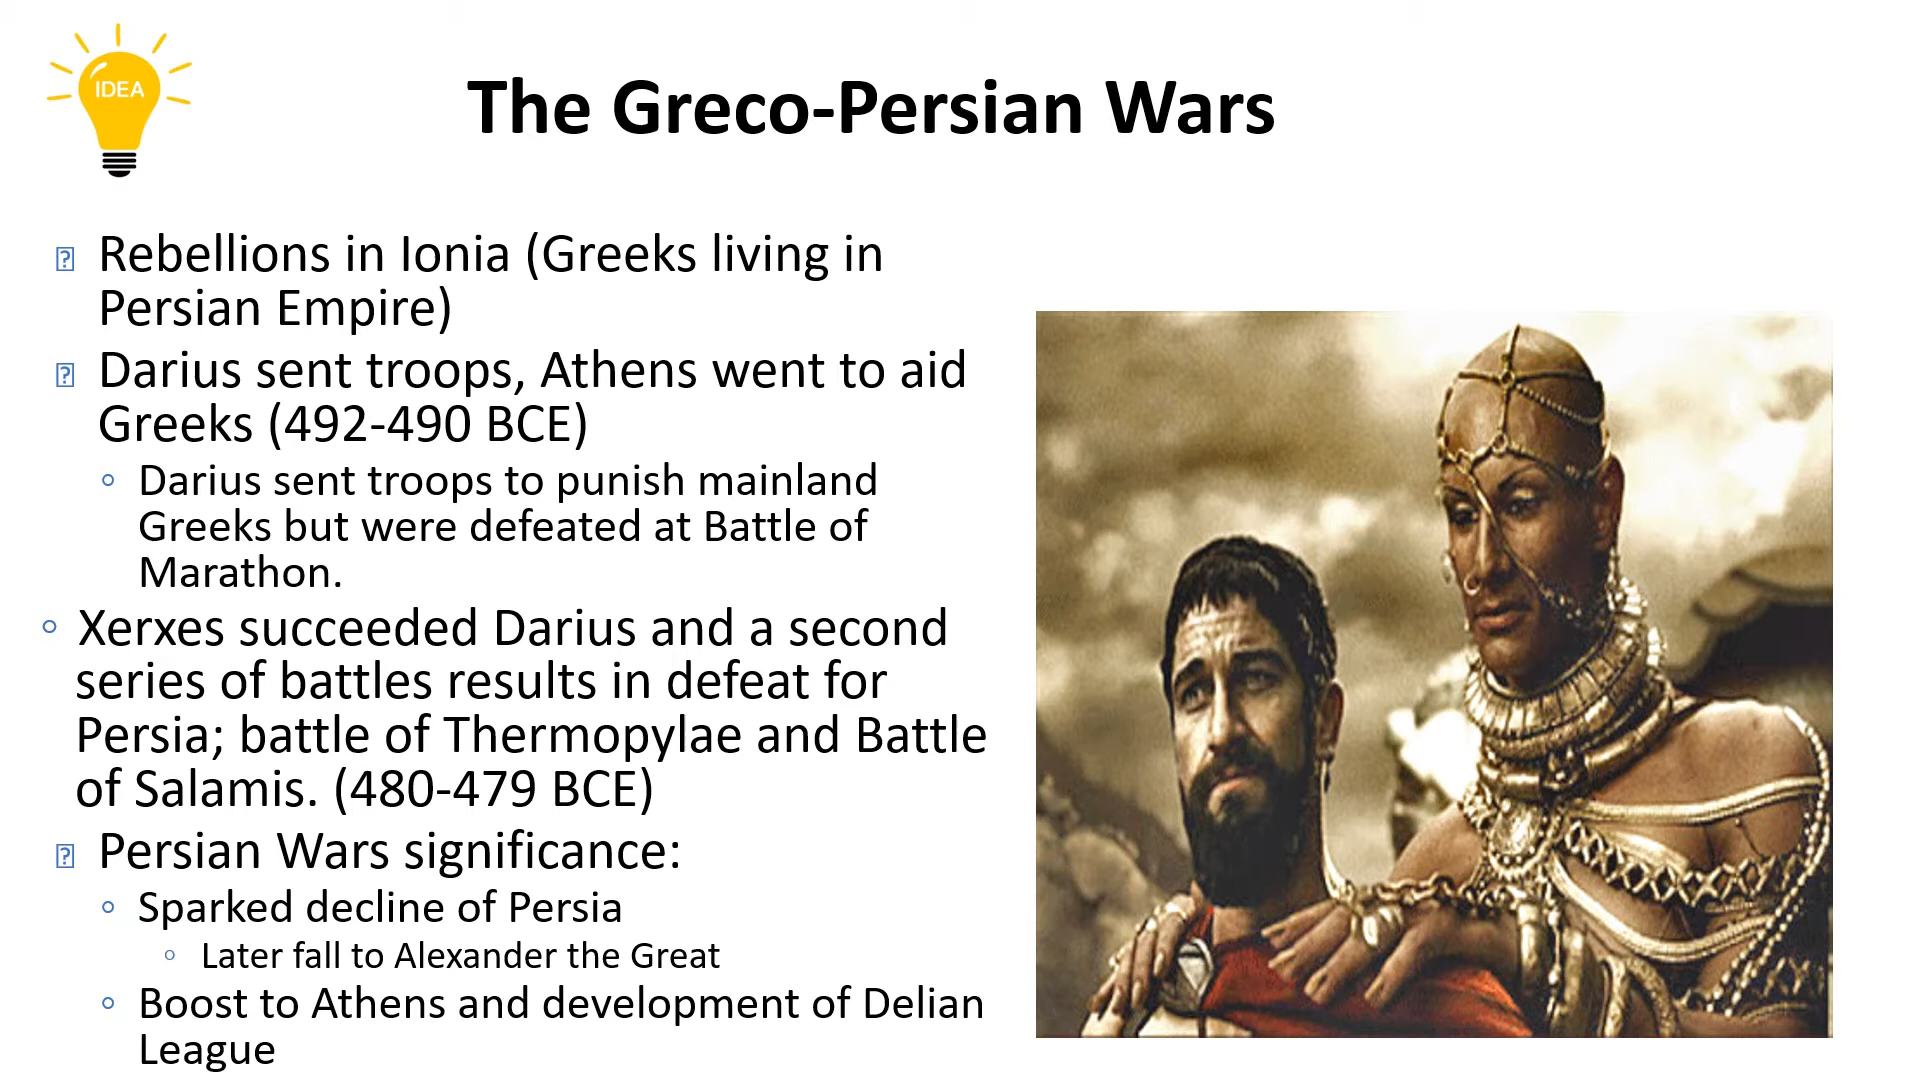 IDEA
The Greco-Persian Wars
Rebellions in Ionia (Greeks living in
Persian Empire)
Darius sent troops, Athens went to aid
Greeks (492-490 BCE)
Darius sent troops to punish mainland
Greeks but were defeated at Battle of
Marathon.
Xerxes succeeded Darius and a second
series of battles results in defeat for
Persia; battle of Thermopylae and Battle
of Salamis. (480-479 BCE)
Persian Wars significance:
Sparked decline of Persia
Later fall to Alexander the Great
Boost to Athens and development of Delian
League